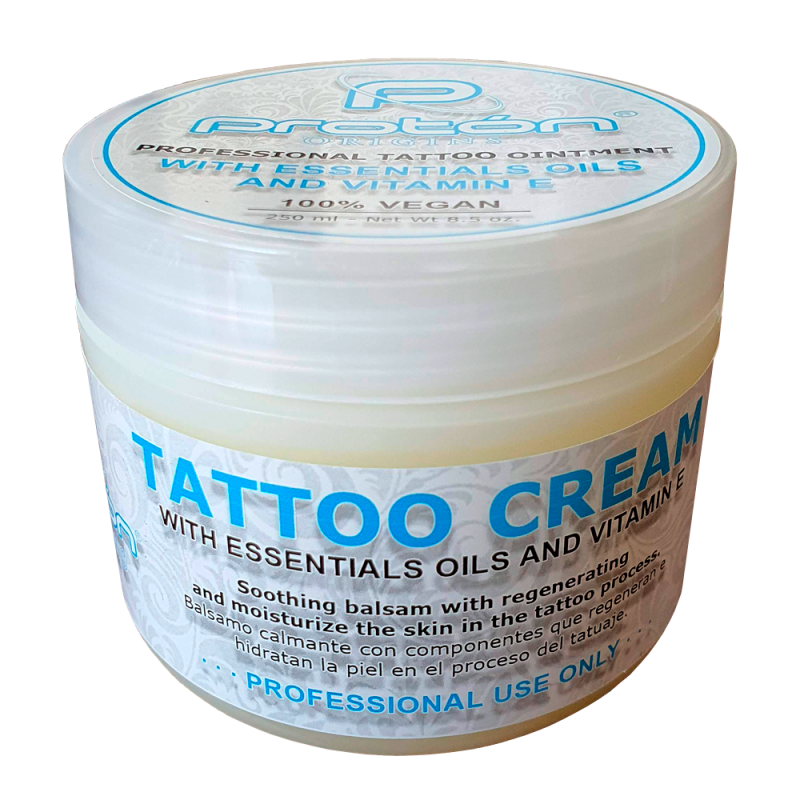 P
Protón®
ORIGINS
PROFESSIONAL TATTOO OINTMENT
WITH ESSENTIALS OILS
AND VITAMIN E
100% VEGAN
250 ml - Net Wt 8.5 oz.
TATTOO CREAM
WITH ESSENTIALS OILS AND VITAMIN E
Soothing balsam with regenerating
and moisturize the skin in the tattoo process.
Balsamo calmante con componentes que regeneran e
hidratan la piel en el proceso del tatuaje.
. . . PROFESSIONAL USE ONLY . . .